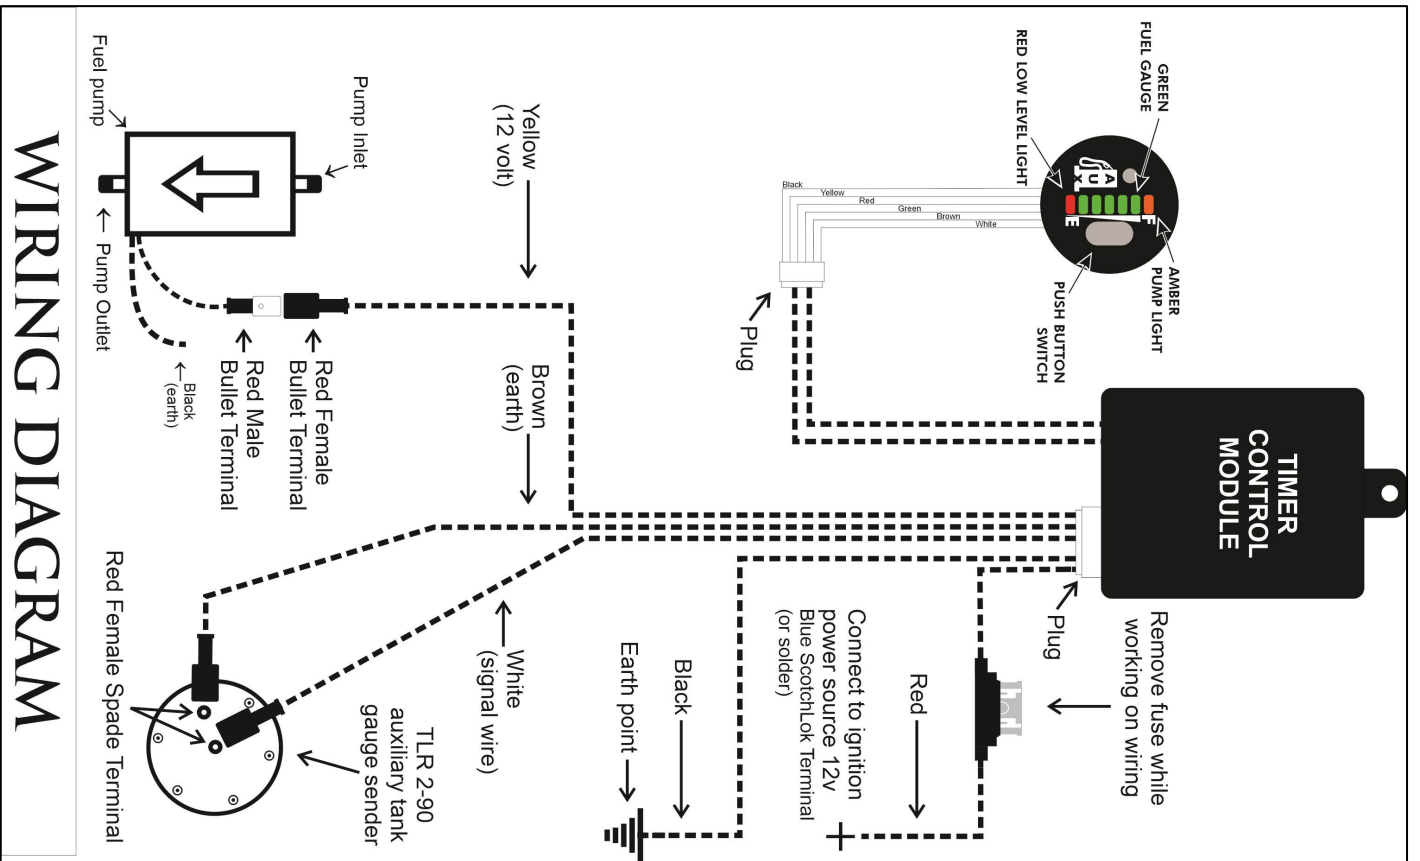 WIRING DIAGRAM
GREEN
FUEL GAUGE
RED LOW LEVEL LIGHT
AMBER
PUMP LIGHT
PUSH BUTTON
SWITCH
AUX
F
E
Black
Yellow
Red
Green
Brown
White
Plug
TIMER
CONTROL
MODULE
Plug
Remove fuse while
working on wiring
Red
Connect to ignition
power source 12v
Blue ScotchLok Terminal
(or solder)
Black
Earth point
Yellow
(12 volt)
Brown
(earth)
White
(signal wire)
Pump Inlet
Fuel pump
Pump Outlet
Black
(earth)
Red Female
Bullet Terminal
Red Male
Bullet Terminal
TLR 2-90
auxiliary tank
gauge sender
Red Female Spade Terminal